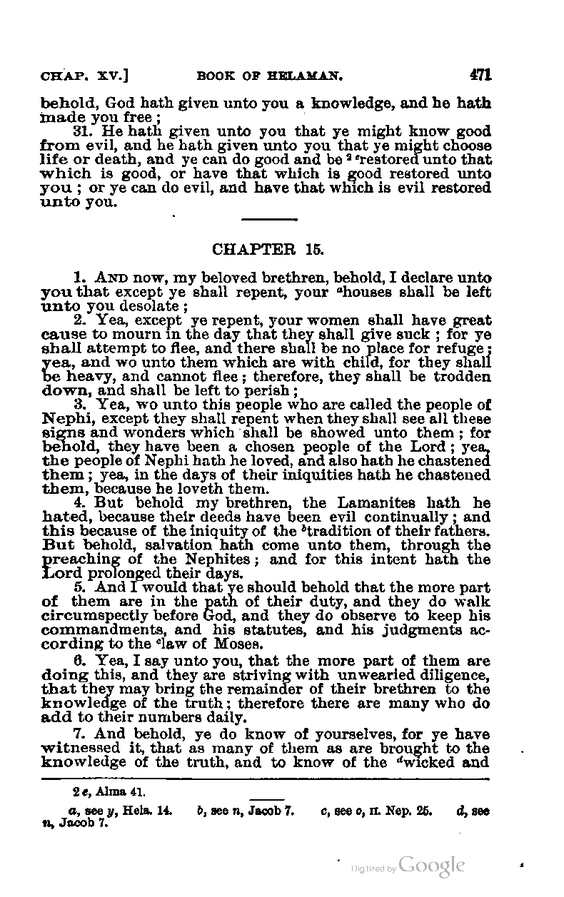 CHAP. XV.] BOOK OF HELAMAN. 471
behold, God hath given unto you a knowledge, and he hath
made you free;
31. He hath given unto you that ye might know good
from evil, and he hath given unto you that ye might choose
life or death, and ye can do good and be ²ᵉrestored unto that
which is good, or have that which is good restored unto
you; or ye can do evil, and have that which is evil restored
unto you.
CHAPTER 15.
1. AND now, my beloved brethren, behold, I declare unto
you that except ye shall repent, your ᵃhouses shall be left
unto you desolate;
2. Yea, except ye repent, your women shall have great
cause to mourn in the day that they shall give suck; for ye
shall attempt to flee, and there shall be no place for refuge;
yea, and wo unto them which are with child, for they shall
be heavy, and cannot flee; therefore, they shall be trodden
down, and shall be left to perish;
3. Yea, wo unto this people who are called the people of
Nephi, except they shall repent when they shall see all these
signs and wonders which shall be showed unto them; for
behold, they have been a chosen people of the Lord; yea,
the people of Nephi hath he loved, and also hath he chastened
them; yea, in the days of their iniquities hath he chastened
them, because he loveth them.
4. But behold my brethren, the Lamanites hath he
hated, because their deeds have been evil continually; and
this because of the iniquity of the ᵇtradition of their fathers.
But behold, salvation hath come unto them, through the
preaching of the Nephites; and for this intent hath the
Lord prolonged their days.
5. And I would that ye should behold that the more part
of them are in the path of their duty, and they do walk
circumspectly before God, and they do observe to keep his
commandments, and his statutes, and his judgments ac-
cording to the ᶜlaw of Moses.
6. Yea, I say unto you, that the more part of them are
doing this, and they are striving with unwearied diligence,
that they may bring the remainder of their brethren to the
knowledge of the truth; therefore there are many who do
add to their numbers daily.
7. And behold, ye do know of yourselves, for ye have
witnessed it, that as many of them as are brought to the
knowledge of the truth, and to know of the ᵈwicked and
2 e, Alma 41.
a, see y, Hela. 14. b, see n, Jacob 7. c, see o, II. Nep. 25. d, see
n, Jacob 7.
Digitized by Google